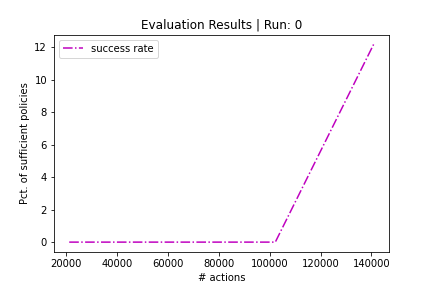 Evaluation Results | Run: 0
success rate
Pct. of sufficient policies
12
10
8
6
4
2
0
20000 40000 60000 80000 100000 120000 140000
# actions